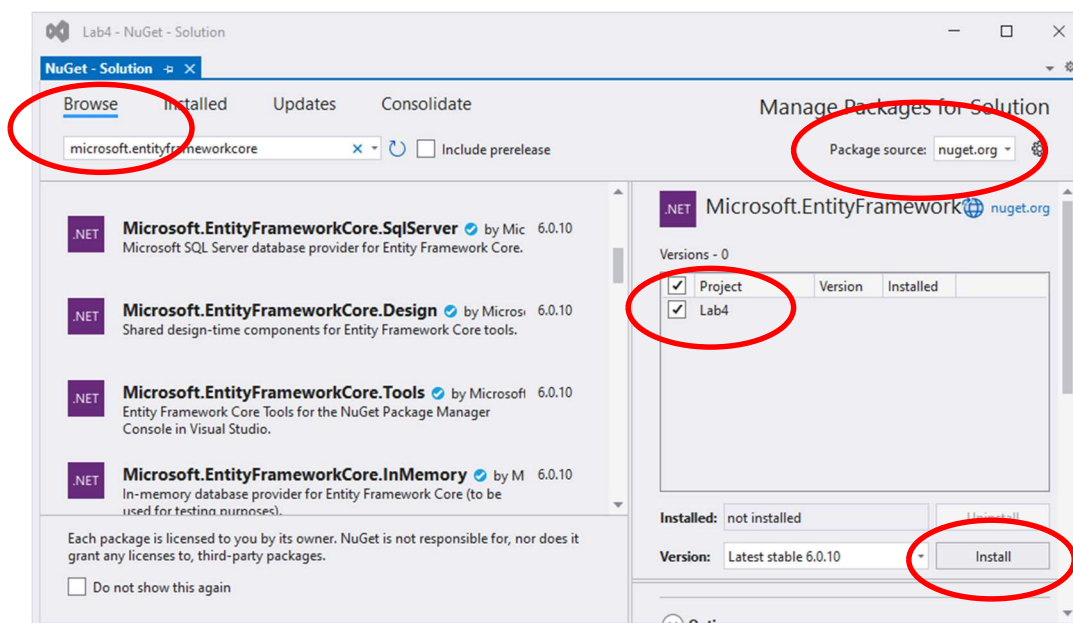 Lab4 - NuGet - Solution
NuGet - Solution
Browse Installed Updates Consolidate
Manage Packages for Solution
microsoft.entityframeworkcore
Include prerelease
Package source: nuget.org
.NET Microsoft.EntityFrameworkCore.SqlServer by Mic 6.0.10
Microsoft SQL Server database provider for Entity Framework Core.
.NET Microsoft.EntityFrameworkCore.Design by Micros 6.0.10
Shared design-time components for Entity Framework Core tools.
.NET Microsoft.EntityFrameworkCore.Tools by Microsoft 6.0.10
Entity Framework Core Tools for the NuGet Package Manager
Console in Visual Studio.
.NET Microsoft.EntityFrameworkCore.InMemory by M 6.0.10
In-memory database provider for Entity Framework Core (to be
used for testing purposes).
Each package is licensed to you by its owner. NuGet is not responsible for, nor does it
grant any licenses to, third-party packages.
Do not show this again
.NET Microsoft.EntityFramework nuget.org
Versions - 0
Project Version Installed
Lab4
Installed: not installed Uninstall
Version: Latest stable 6.0.10 Install